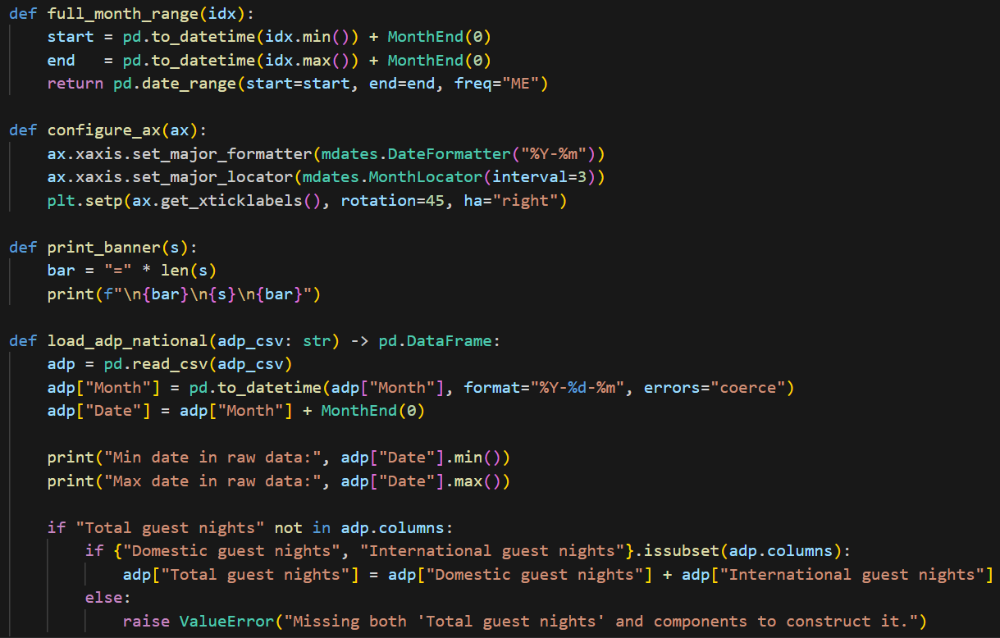 def full_month_range(idx):
    start = pd.to_datetime(idx.min()) + MonthEnd(0)
    end   = pd.to_datetime(idx.max()) + MonthEnd(0)
    return pd.date_range(start=start, end=end, freq="ME")

def configure_ax(ax):
    ax.xaxis.set_major_formatter(mdates.DateFormatter("%Y-%m"))
    ax.xaxis.set_major_locator(mdates.MonthLocator(interval=3))
    plt.setp(ax.get_xticklabels(), rotation=45, ha="right")

def print_banner(s):
    bar = "=" * len(s)
    print(f"\n{bar}\n{s}\n{bar}")

def load_adp_national(adp_csv: str) -> pd.DataFrame:
    adp = pd.read_csv(adp_csv)
    adp["Month"] = pd.to_datetime(adp["Month"], format="%Y-%d-%m", errors="coerce")
    adp["Date"] = adp["Month"] + MonthEnd(0)

    print("Min date in raw data:", adp["Date"].min())
    print("Max date in raw data:", adp["Date"].max())

    if "Total guest nights" not in adp.columns:
        if {"Domestic guest nights", "International guest nights"}.issubset(adp.columns):
            adp["Total guest nights"] = adp["Domestic guest nights"] + adp["International guest nights"]
        else:
            raise ValueError("Missing both 'Total guest nights' and components to construct it.")